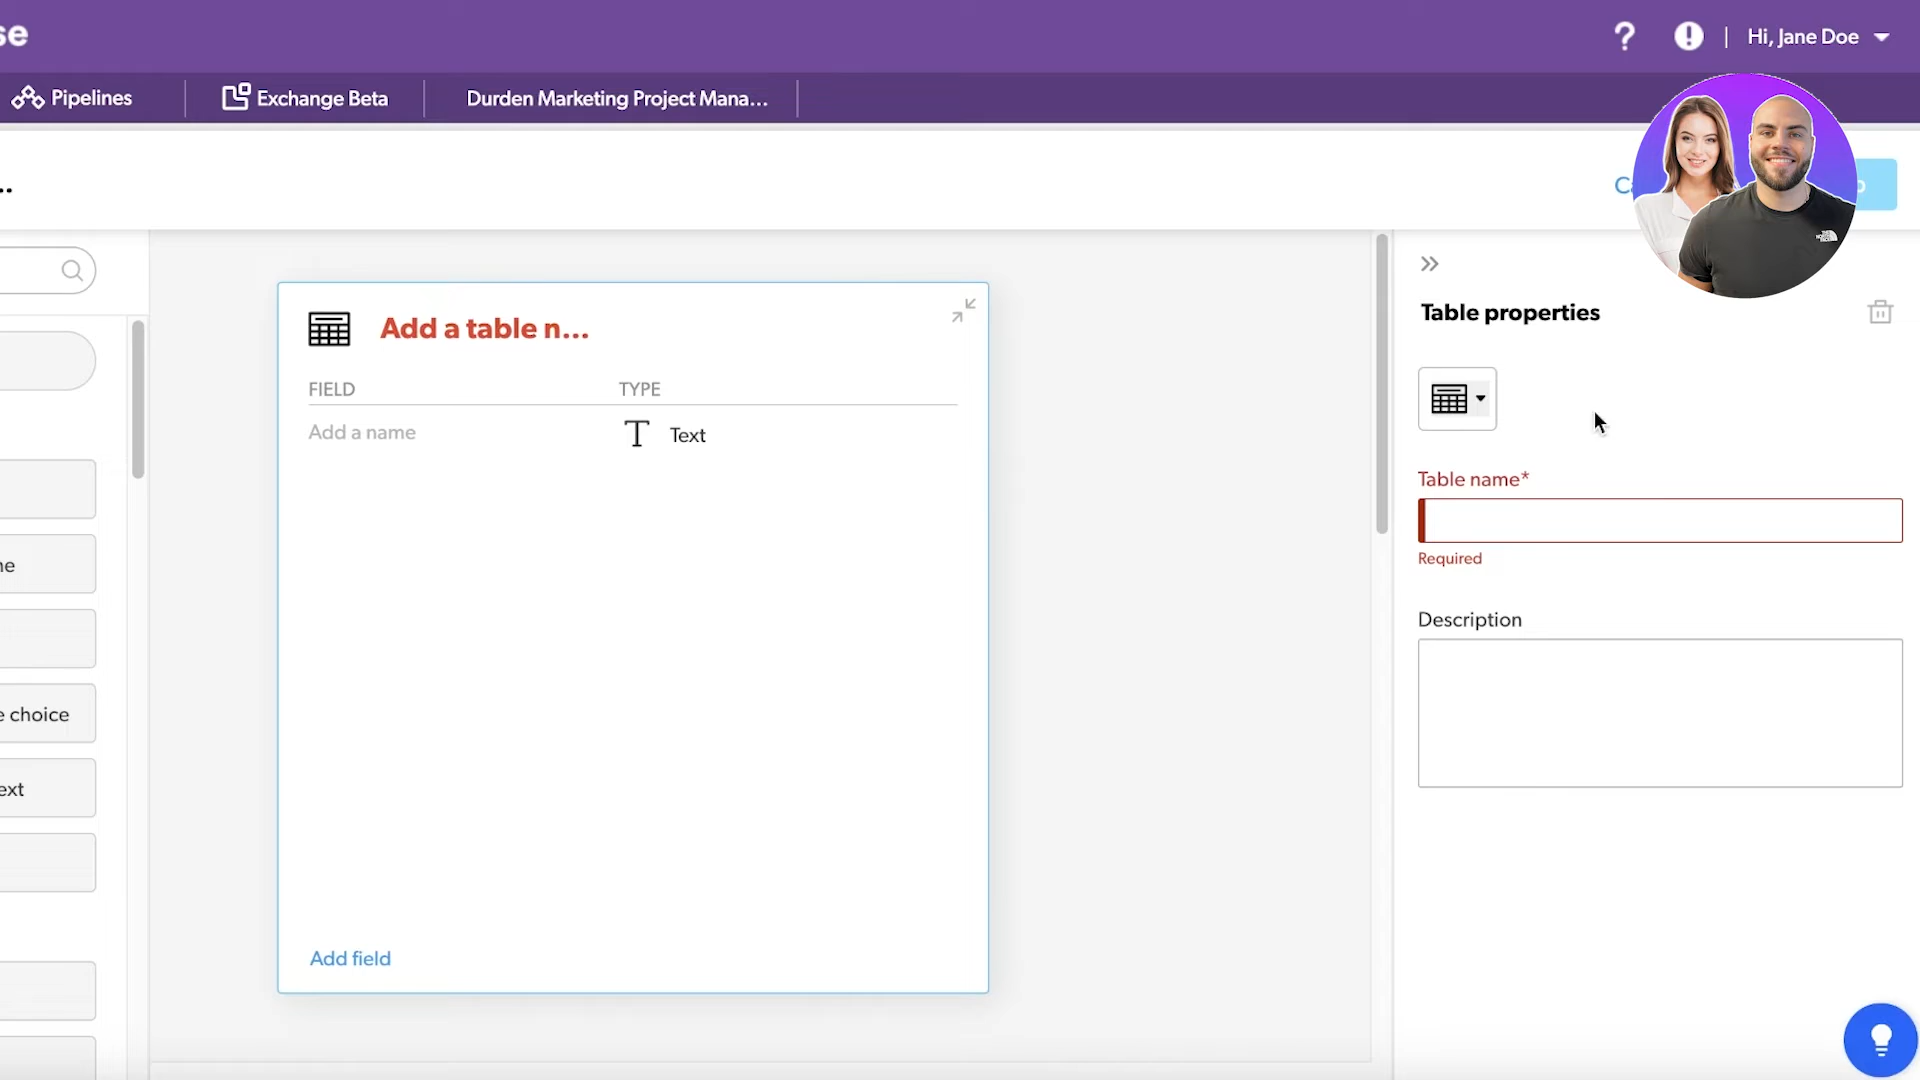 se
? ! | Hi, Jane Doe
Pipelines
Exchange Beta
Durden Marketing Project Mana...
..
Table properties
Add a table n...
FIELD TYPE
Add a name T Text
Table name*
Required
ne
Description
e choice
ext
Add field